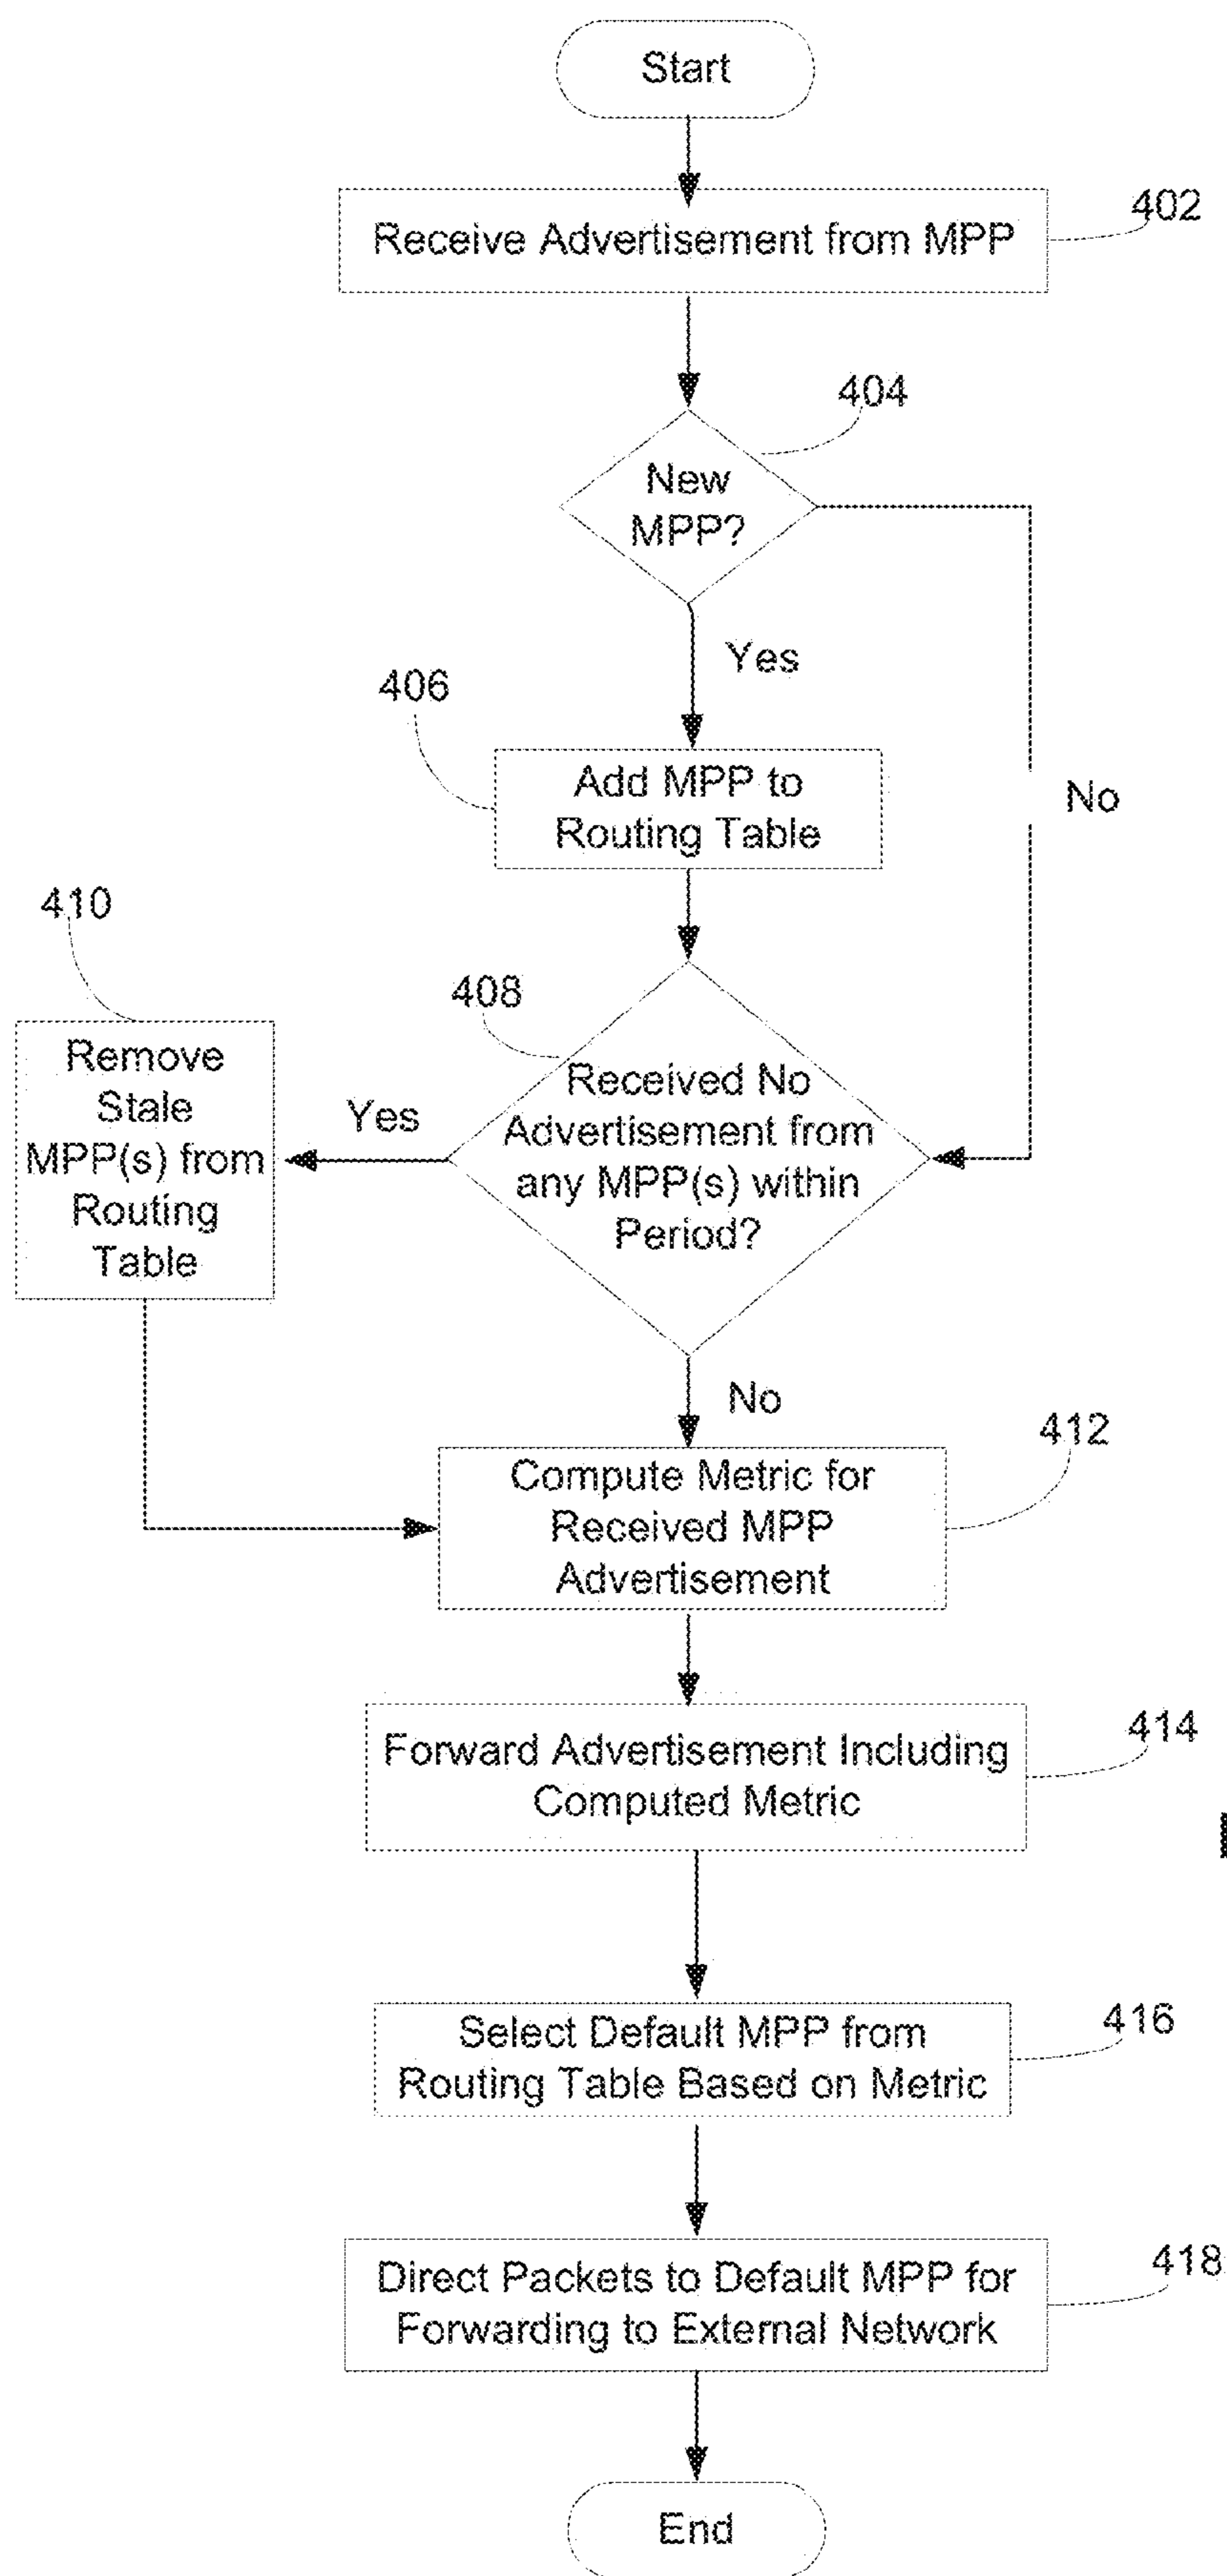 Start
Receive Advertisement from MPP
402
404
New
MPP?
Yes
406
Add MPP to
Routing Table
No
410
408
Remove
Stale
MPP(s) from
Routing
Table
Yes
Received No
Advertisement from
any MPP(s) within
Period?
No
412
Compute Metric for
Received MPP
Advertisement
414
Forward Advertisement Including
Computed Metric
416
Select Default MPP from
Routing Table Based on Metric
418
Direct Packets to Default MPP for
Forwarding to External Network
End